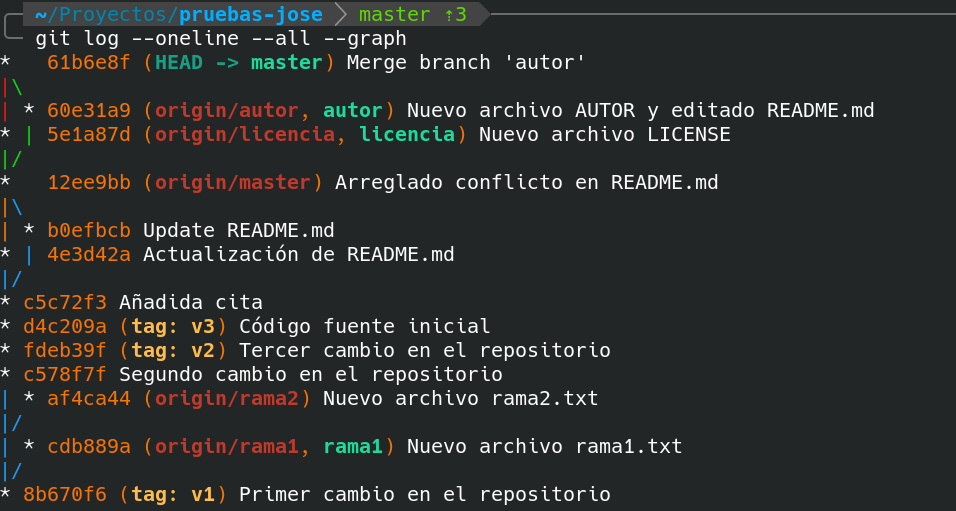 ~/Proyectos/pruebas-jose master ↑3
git log --oneline --all --graph
*   61b6e8f (HEAD -> master) Merge branch 'autor'
|\
| * 60e31a9 (origin/autor, autor) Nuevo archivo AUTOR y editado README.md
* | 5e1a87d (origin/licencia, licencia) Nuevo archivo LICENSE
|/
*   12ee9bb (origin/master) Arreglado conflicto en README.md
|\
| * b0efbcb Update README.md
* | 4e3d42a Actualización de README.md
|/
* c5c72f3 Añadida cita
* d4c209a (tag: v3) Código fuente inicial
* fdeb39f (tag: v2) Tercer cambio en el repositorio
* c578f7f Segundo cambio en el repositorio
| * af4ca44 (origin/rama2) Nuevo archivo rama2.txt
|/
| * cdb889a (origin/rama1, rama1) Nuevo archivo rama1.txt
|/
* 8b670f6 (tag: v1) Primer cambio en el repositorio